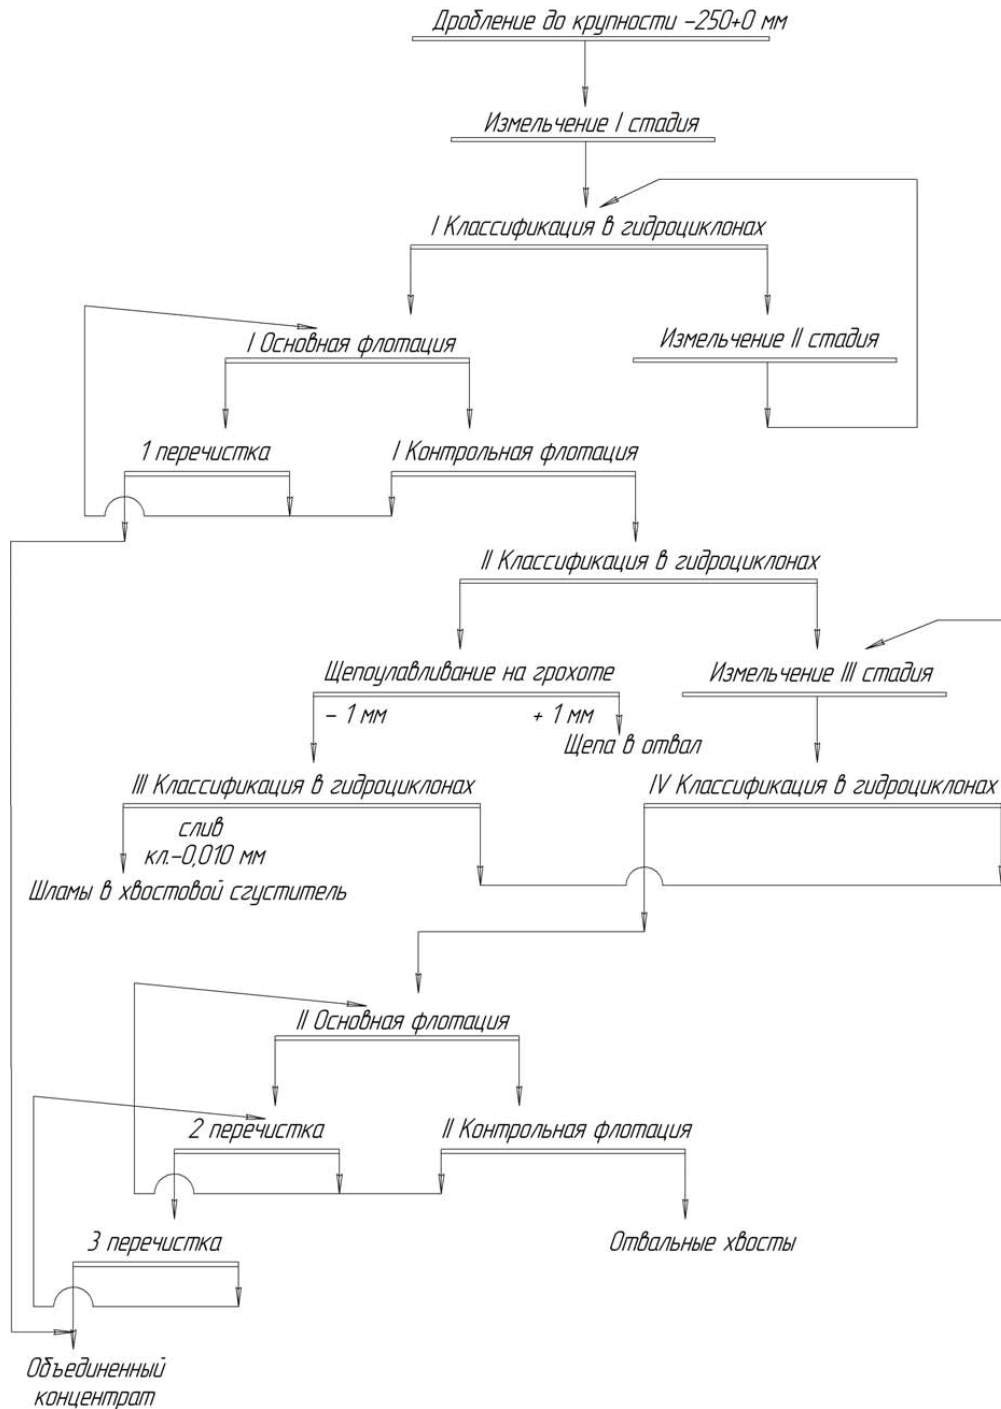 Дробление до крупности -250+0 мм
Измельчение I стадия
I Классификация в гидроциклонах
I Основная флотация
Измельчение II стадия
1 перечистка
I Контрольная флотация
II Классификация в гидроциклонах
Щепоулавливание на грохоте
Измельчение III стадия
- 1 мм
+ 1 мм
Щепа в отвал
III Классификация в гидроциклонах
IV Классификация в гидроциклонах
слив
кл.-0,010 мм
Шламы в хвостовой сгуститель
II Основная флотация
2 перечистка
II Контрольная флотация
3 перечистка
Отвальные хвосты
Объединенный
концентрат